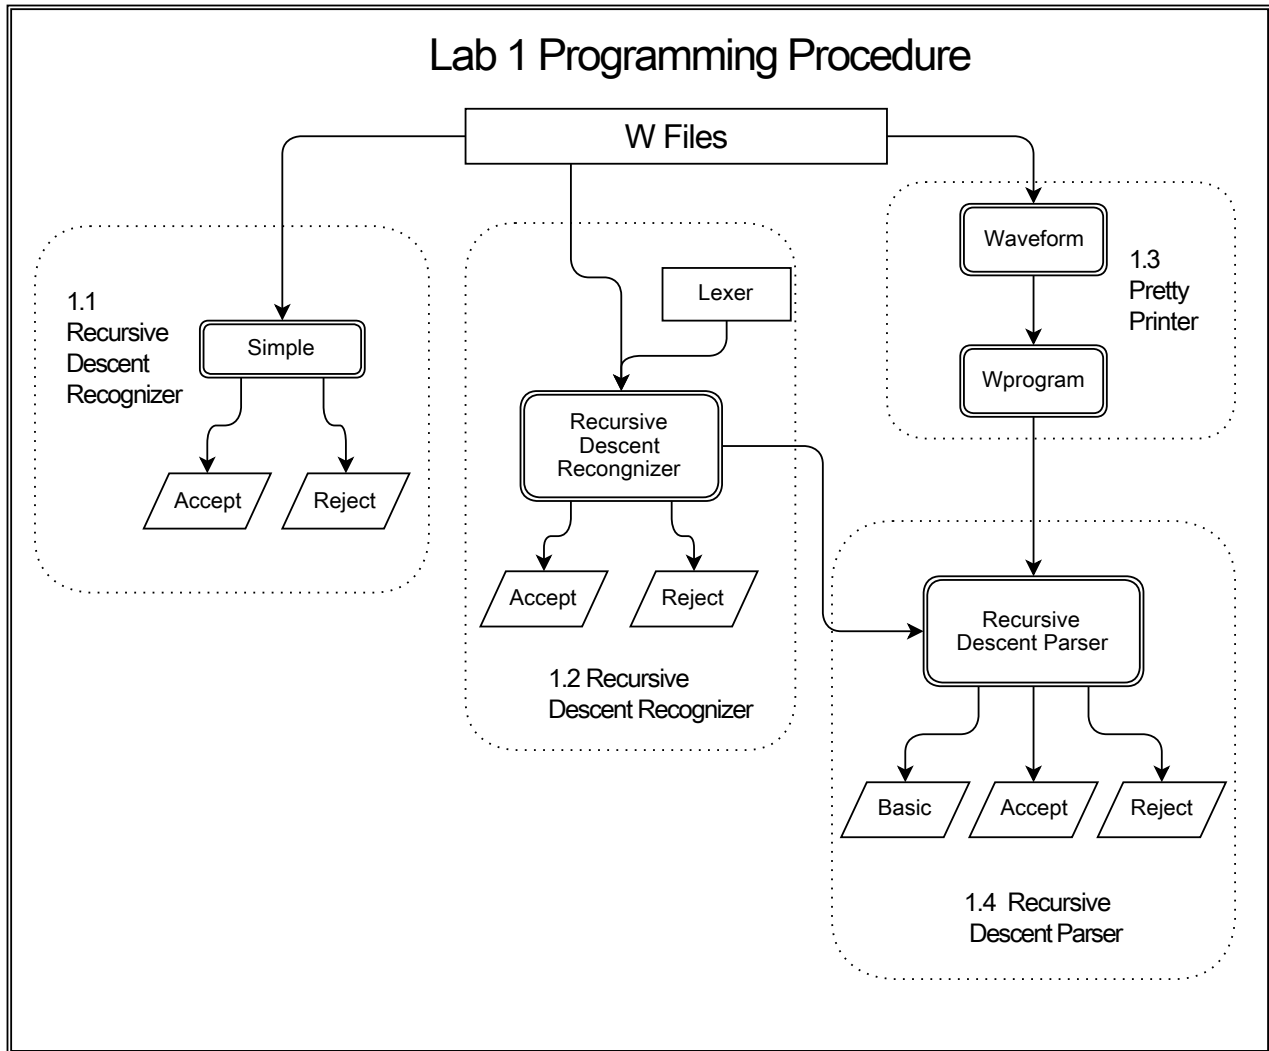 Lab 1 Programming Procedure
W Files
1.1
Recursive
Descent
Recognizer
Simple
Accept
Reject
Lexer
Recursive
Descent
Recongnizer
Accept
Reject
1.2 Recursive
Descent Recognizer
Waveform
1.3
Pretty
Printer
Wprogram
Recursive
Descent Parser
Basic
Accept
Reject
1.4 Recursive
Descent Parser